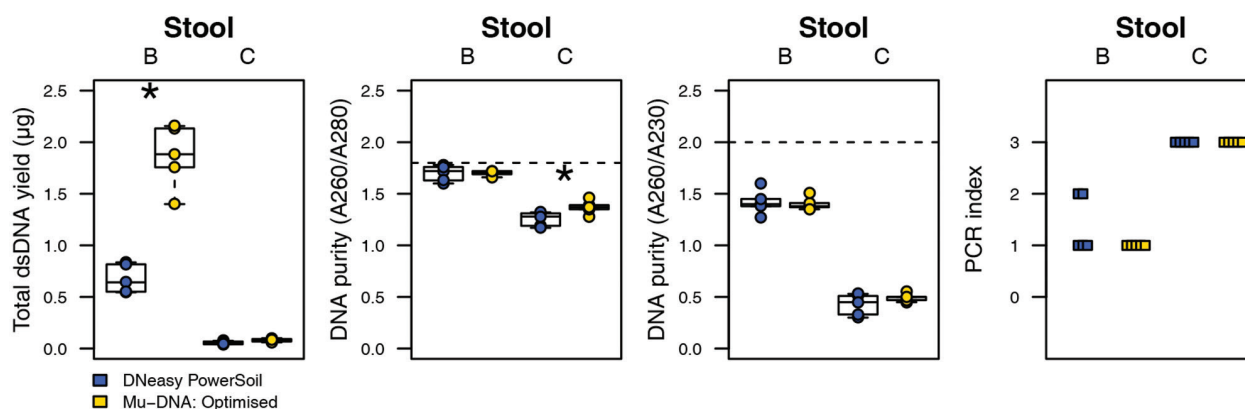 Stool
B C
Total dsDNA yield (µg)
2.5
2.0
1.5
1.0
0.5
0.0
*
DNeasy PowerSoil
Mu-DNA: Optimised
Stool
B C
DNA purity (A260/A280)
2.5
2.0
1.5
1.0
0.5
0.0
*
Stool
B C
DNA purity (A260/A230)
2.5
2.0
1.5
1.0
0.5
0.0
Stool
B C
PCR index
3
2
1
0